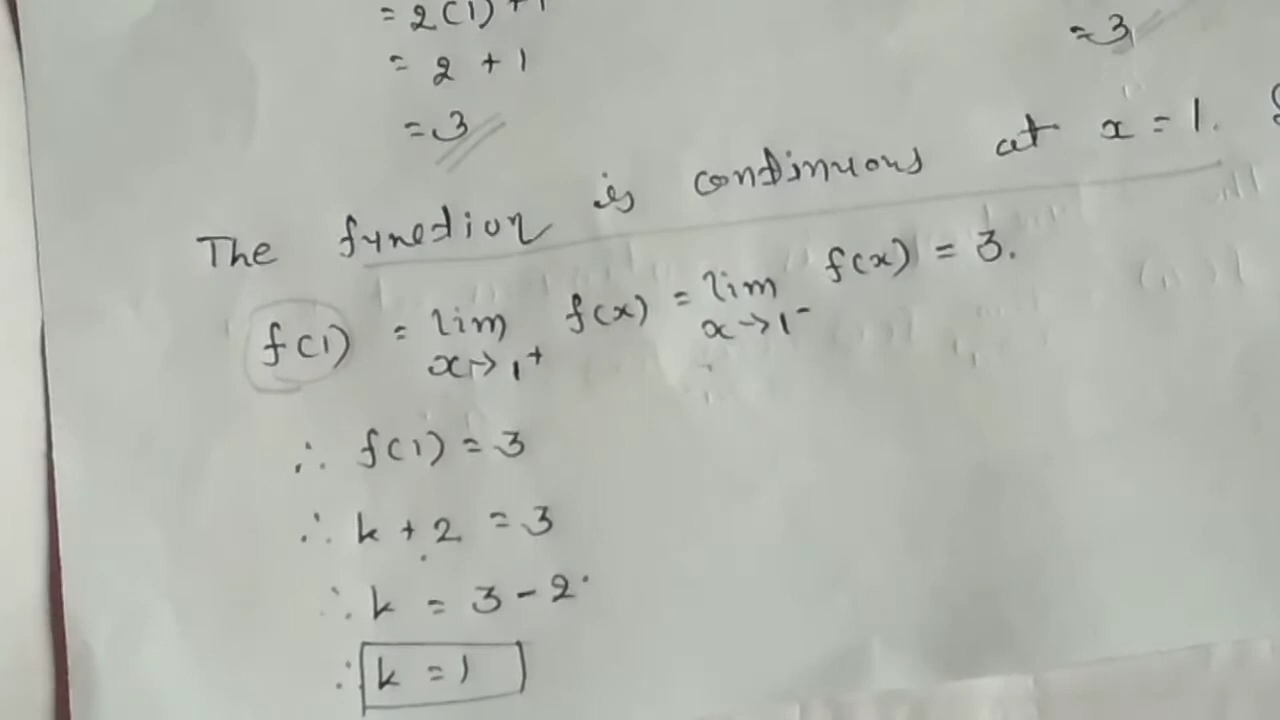 = 2(1) + 1
= 2 + 1
= 3
= 3
The function is continuous at x = 1.
f(1) = lim f(x) = lim f(x) = 3.
x→1+ x→1-
∴ f(1) = 3
∴ k + 2 = 3
∴ k = 3 - 2
∴ k = 1